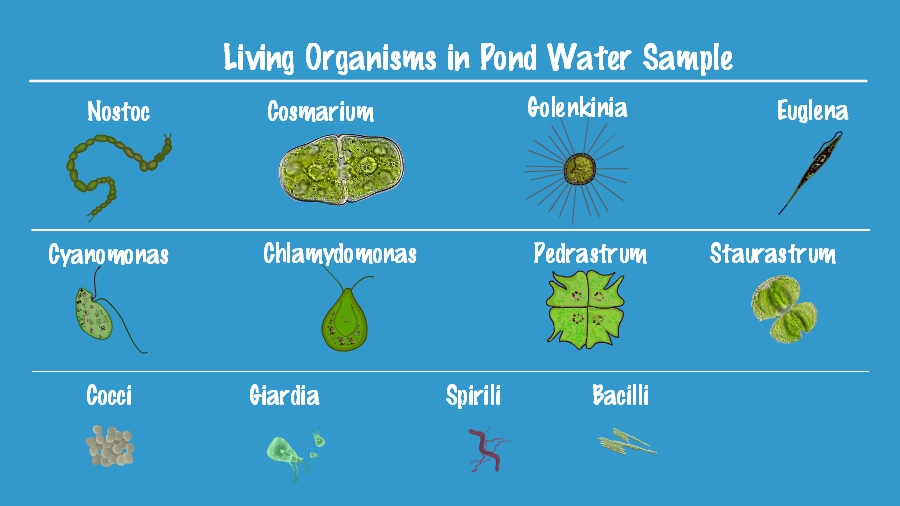 Living Organisms in Pond Water Sample
Nostoc Cosmarium Golenkinia Euglena
Cyanomonas Chlamydomonas Pedrastrum Staurastrum
Cocci Giardia Spirili Bacilli